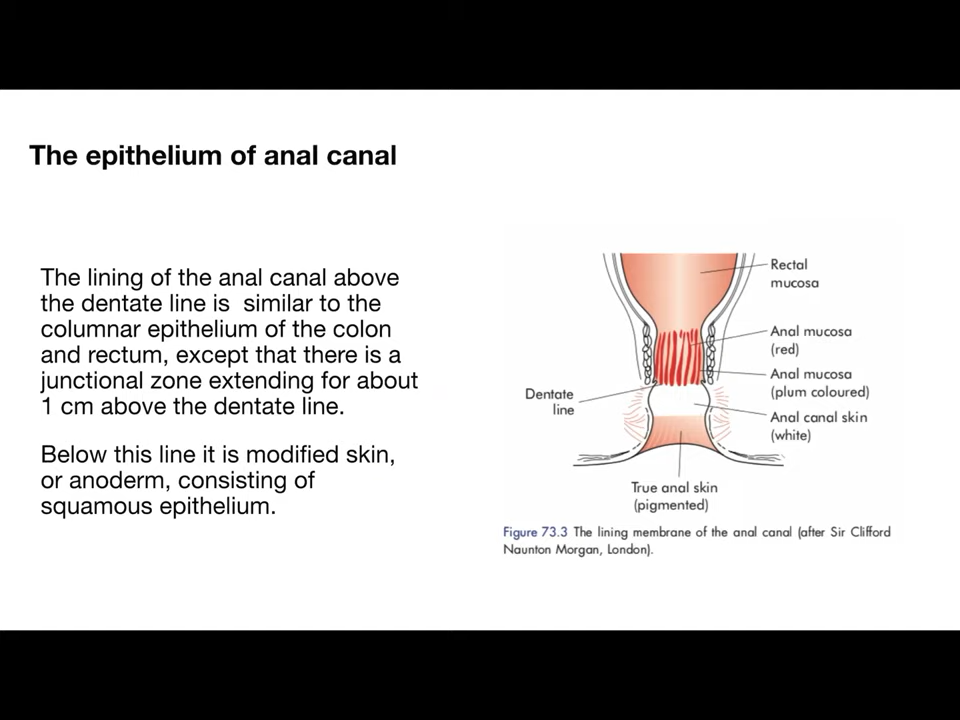 The epithelium of anal canal
The lining of the anal canal above
the dentate line is  similar to the
columnar epithelium of the colon
and rectum, except that there is a
junctional zone extending for about
1 cm above the dentate line.
Below this line it is modified skin,
or anoderm, consisting of
squamous epithelium.
Rectal
mucosa
Anal mucosa
(red)
Anal mucosa
(plum coloured)
Dentate
line
Anal canal skin
(white)
True anal skin
(pigmented)
Figure 73.3 The lining membrane of the anal canal (after Sir Clifford
Naunton Morgan, London).